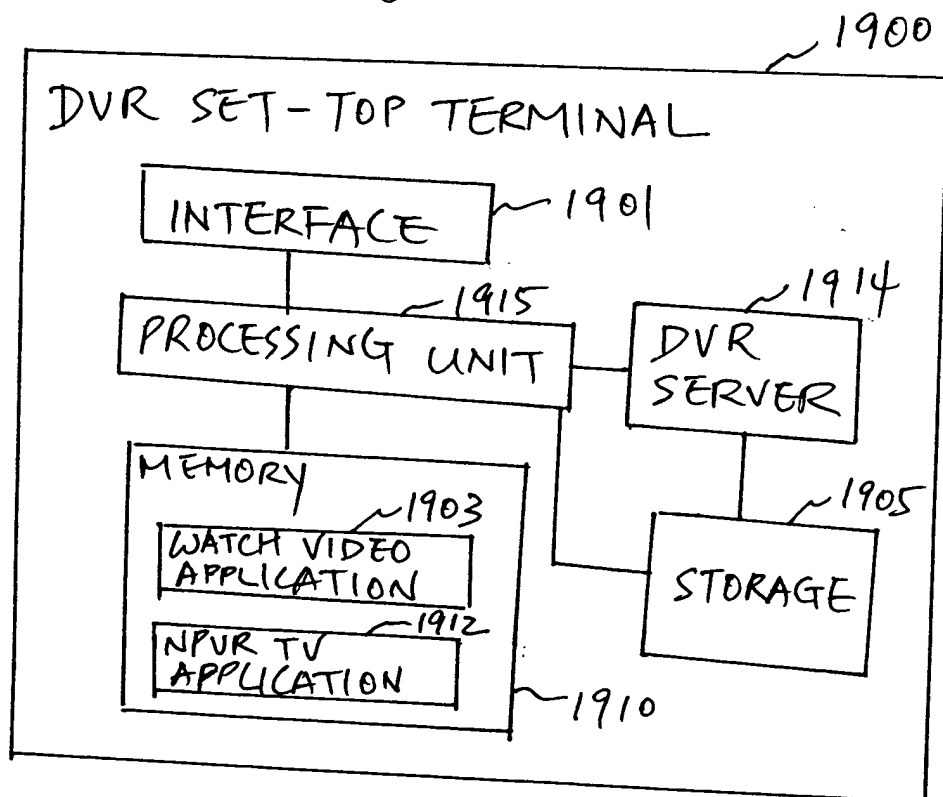 1900
DVR SET-TOP TERMINAL
INTERFACE
1901
1915
PROCESSING UNIT
1914
DVR
SERVER
MEMORY
1903
WATCH VIDEO
APPLICATION
1912
NPVR TV
APPLICATION
1910
1905
STORAGE